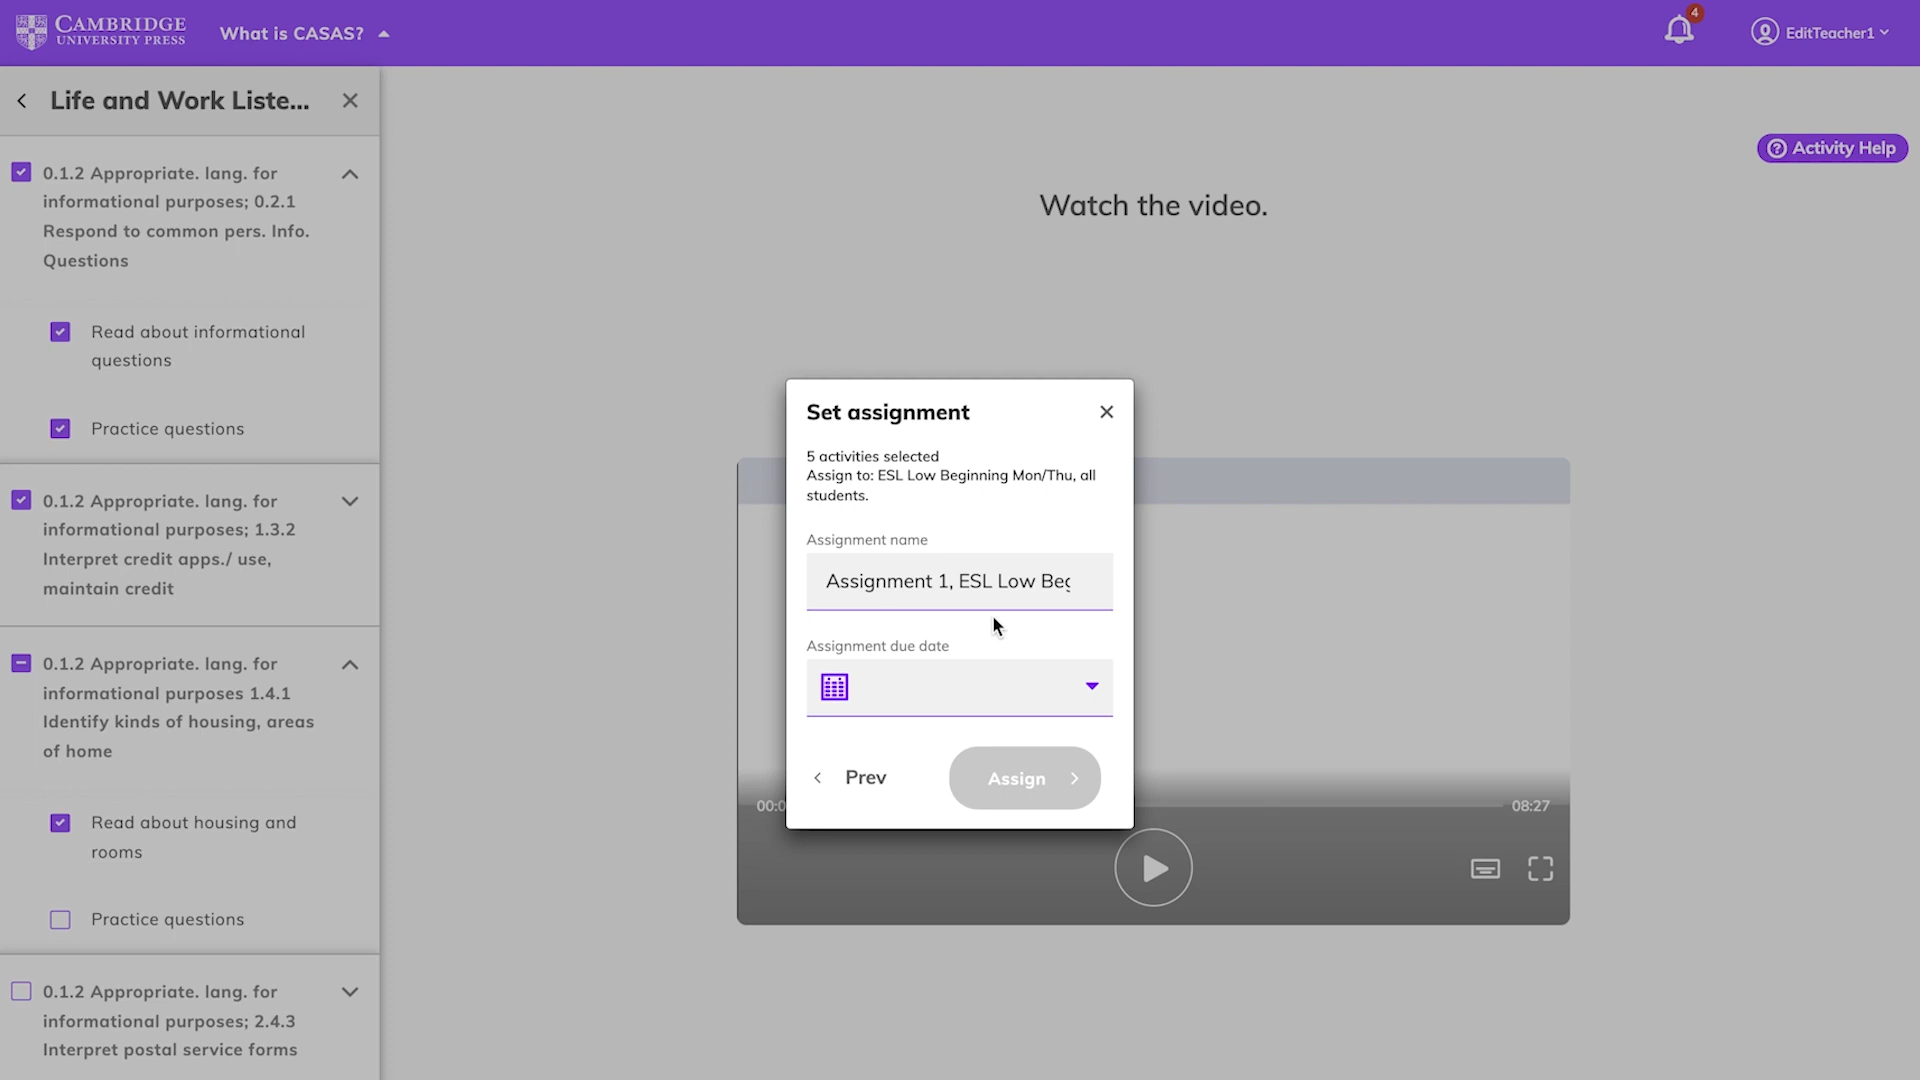 CAMBRIDGE
UNIVERSITY PRESS
What is CASAS?
4
EditTeacher1
Life and Work Liste...
0.1.2 Appropriate. lang. for
informational purposes; 0.2.1
Respond to common pers. Info.
Questions
Read about informational
questions
Practice questions
0.1.2 Appropriate. lang. for
informational purposes; 1.3.2
Interpret credit apps./ use,
maintain credit
0.1.2 Appropriate. lang. for
informational purposes 1.4.1
Identify kinds of housing, areas
of home
Read about housing and
rooms
Practice questions
0.1.2 Appropriate. lang. for
informational purposes; 2.4.3
Interpret postal service forms
Activity Help
Watch the video.
Set assignment
5 activities selected
Assign to: ESL Low Beginning Mon/Thu, all
students.
Assignment name
Assignment 1, ESL Low Beg
Assignment due date
Prev
Assign
00:0
08:27